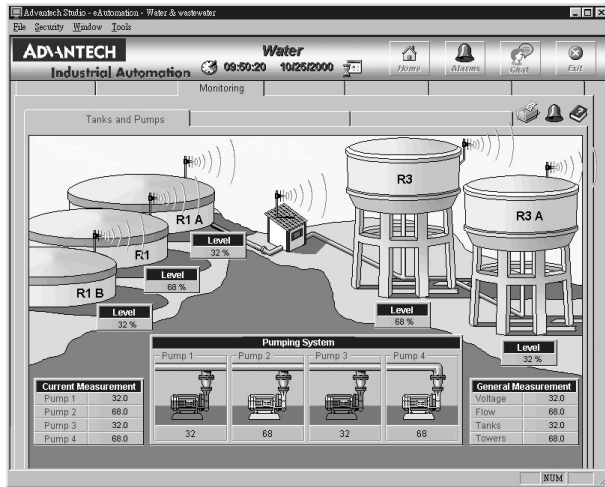 Advantech Studio - eAutomation - Water & wastewater
File Security Window Tools
ADVANTECH
Industrial Automation
Water
09:50:20 10/25/2000
Home
Alarms
Chat
Exit
Monitoring
Tanks and Pumps
R1 A
R1
R1 B
R3
R3 A
Level
32 %
Level
68 %
Level
32 %
Level
68 %
Level
32 %
Pumping System
Pump 1 Pump 2 Pump 3 Pump 4
32 68 32 68
Current Measurement
Pump 1 32.0
Pump 2 68.0
Pump 3 32.0
Pump 4 68.0
General Measurement
Voltage 32.0
Flow 68.0
Tanks 32.0
Towers 68.0
NUM